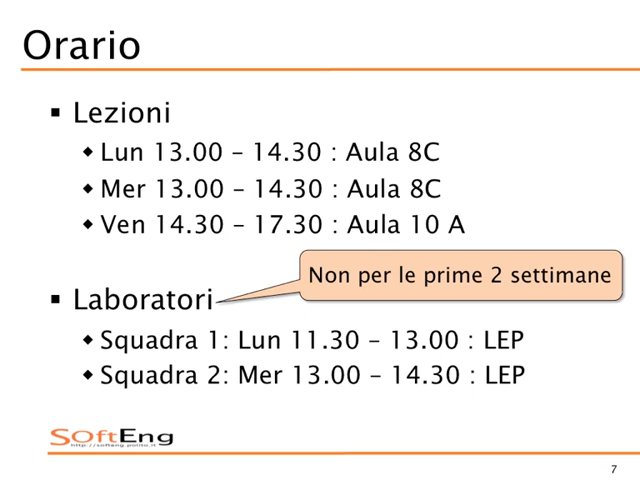 Orario
Lezioni
Lun 13.00 – 14.30 : Aula 8C
Mer 13.00 – 14.30 : Aula 8C
Ven 14.30 – 17.30 : Aula 10 A
Non per le prime 2 settimane
Laboratori
Squadra 1: Lun 11.30 – 13.00 : LEP
Squadra 2: Mer 13.00 – 14.30 : LEP
SoftEng
http://softeng.polito.it
7